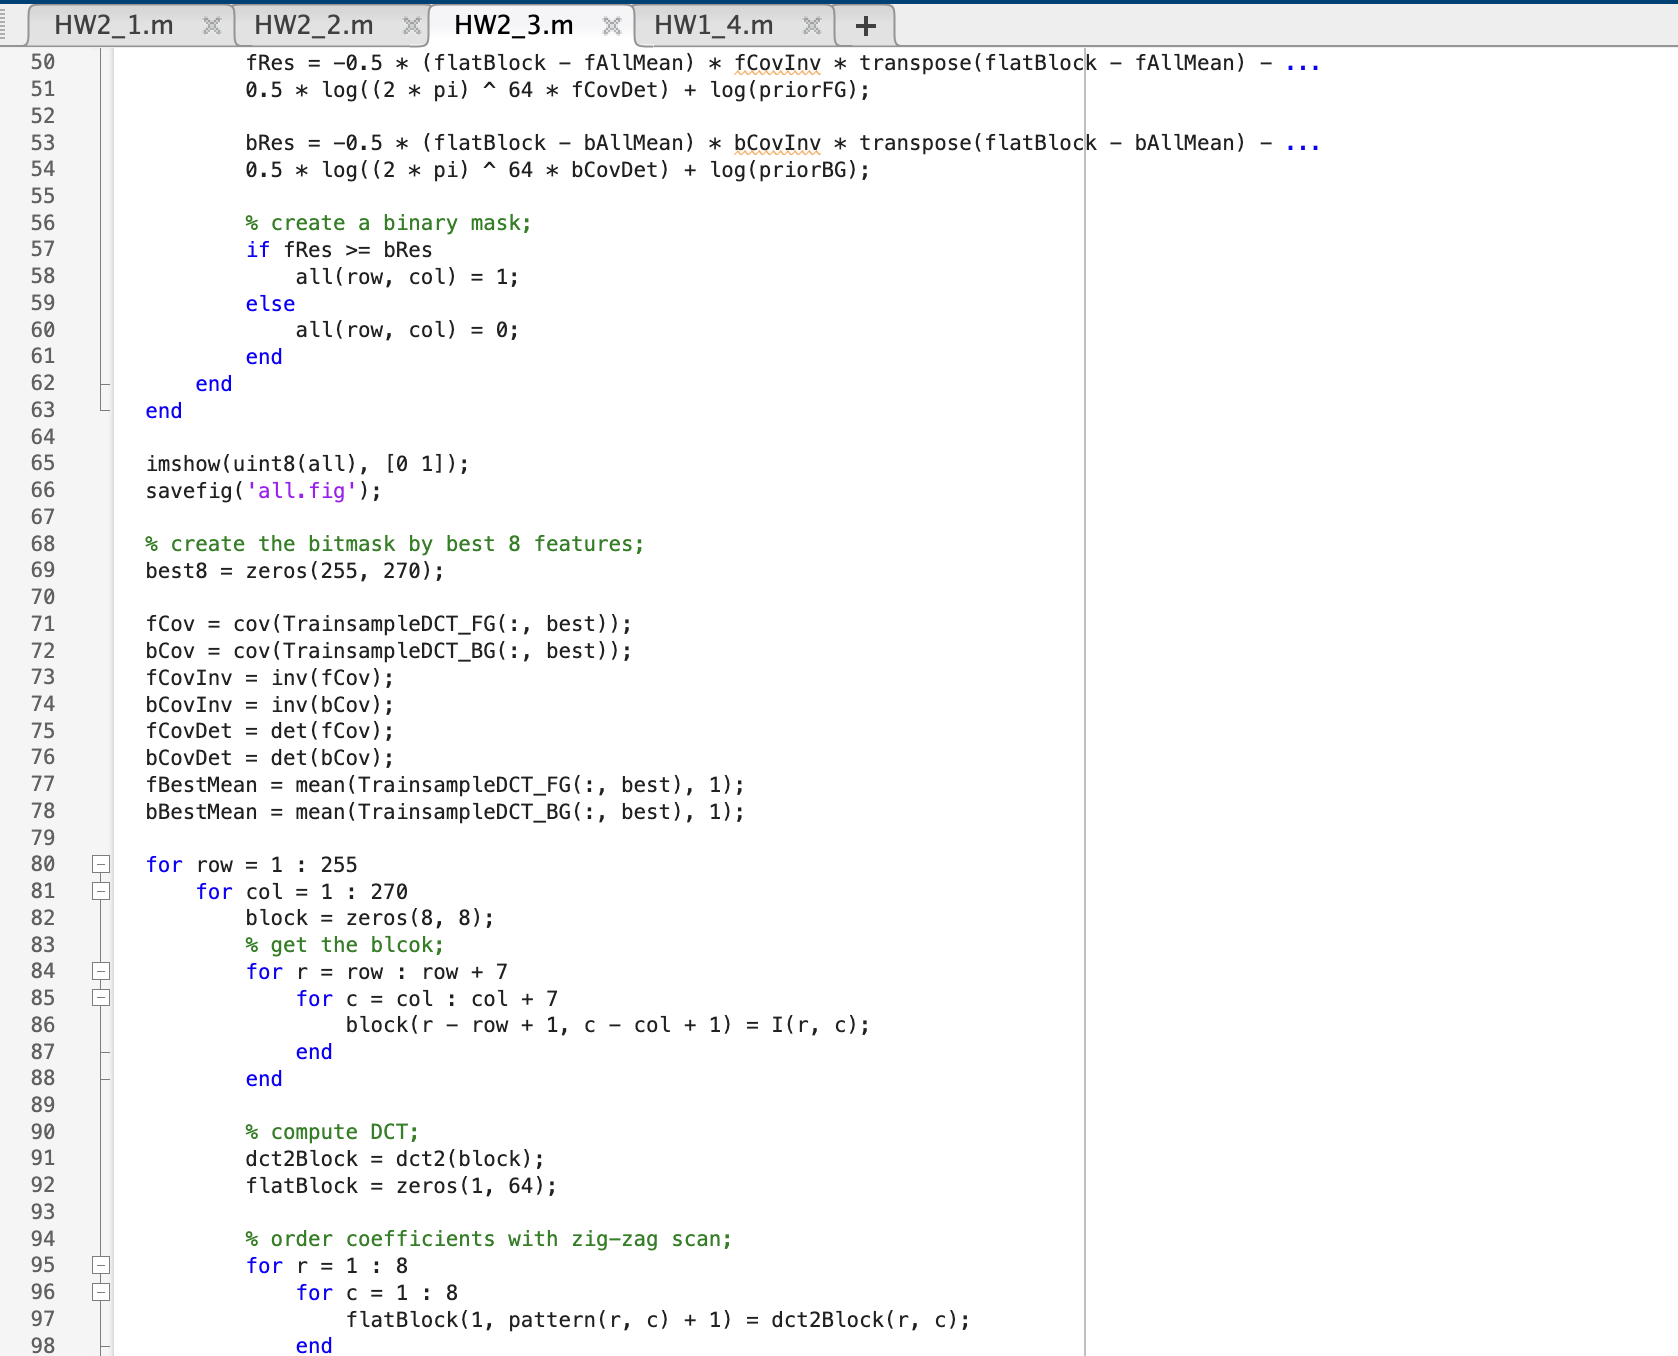 HW2_1.m HW2_2.m HW2_3.m HW1_4.m +
50 fRes = -0.5 * (flatBlock - fAllMean) * fCovInv * transpose(flatBlock - fAllMean) - ...
51 0.5 * log((2 * pi) ^ 64 * fCovDet) + log(priorFG);
52
53 bRes = -0.5 * (flatBlock - bAllMean) * bCovInv * transpose(flatBlock - bAllMean) - ...
54 0.5 * log((2 * pi) ^ 64 * bCovDet) + log(priorBG);
55
56 % create a binary mask;
57 if fRes >= bRes
58 all(row, col) = 1;
59 else
60 all(row, col) = 0;
61 end
62 end
63 end
64
65 imshow(uint8(all), [0 1]);
66 savefig('all.fig');
67
68 % create the bitmask by best 8 features;
69 best8 = zeros(255, 270);
70
71 fCov = cov(TrainsampleDCT_FG(:, best));
72 bCov = cov(TrainsampleDCT_BG(:, best));
73 fCovInv = inv(fCov);
74 bCovInv = inv(bCov);
75 fCovDet = det(fCov);
76 bCovDet = det(bCov);
77 fBestMean = mean(TrainsampleDCT_FG(:, best), 1);
78 bBestMean = mean(TrainsampleDCT_BG(:, best), 1);
79
80 for row = 1 : 255
81 for col = 1 : 270
82 block = zeros(8, 8);
83 % get the blcok;
84 for r = row : row + 7
85 for c = col : col + 7
86 block(r - row + 1, c - col + 1) = I(r, c);
87 end
88 end
89
90 % compute DCT;
91 dct2Block = dct2(block);
92 flatBlock = zeros(1, 64);
93
94 % order coefficients with zig-zag scan;
95 for r = 1 : 8
96 for c = 1 : 8
97 flatBlock(1, pattern(r, c) + 1) = dct2Block(r, c);
98 end